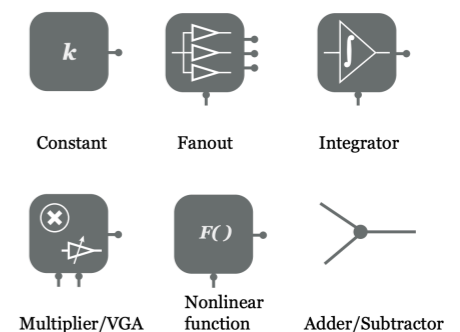 k
∫
Constant
Fanout
Integrator
F()
Multiplier/VGA
Nonlinear
function
Adder/Subtractor